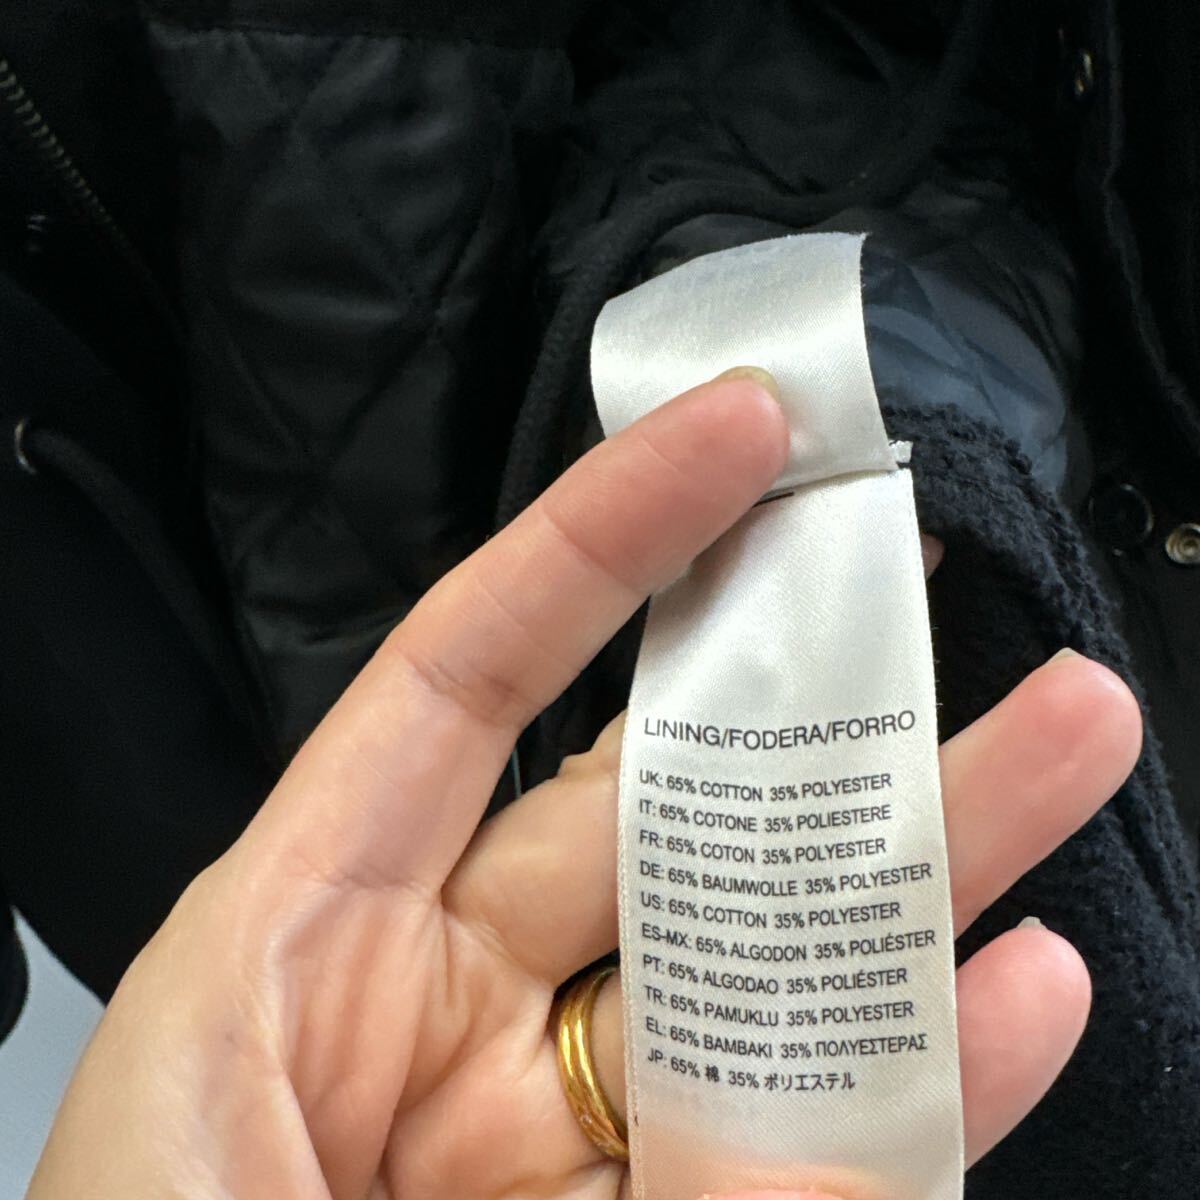 LINING/FODERA/FORRO
UK: 65% COTTON 35% POLYESTER
IT: 65% COTONE 35% POLIESTERE
FR: 65% COTON 35% POLYESTER
DE: 65% BAUMWOLLE 35% POLYESTER
US: 65% COTTON 35% POLYESTER
ES-MX: 65% ALGODON 35% POLIÉSTER
PT: 65% ALGODAO 35% POLIÉSTER
TR: 65% PAMUKLU 35% POLYESTER
EL: 65% BAMBAKI 35% ΠΟΛΥΕΣΤΕΡΑΣ
JP: 65% 棉 35% ポリエステル